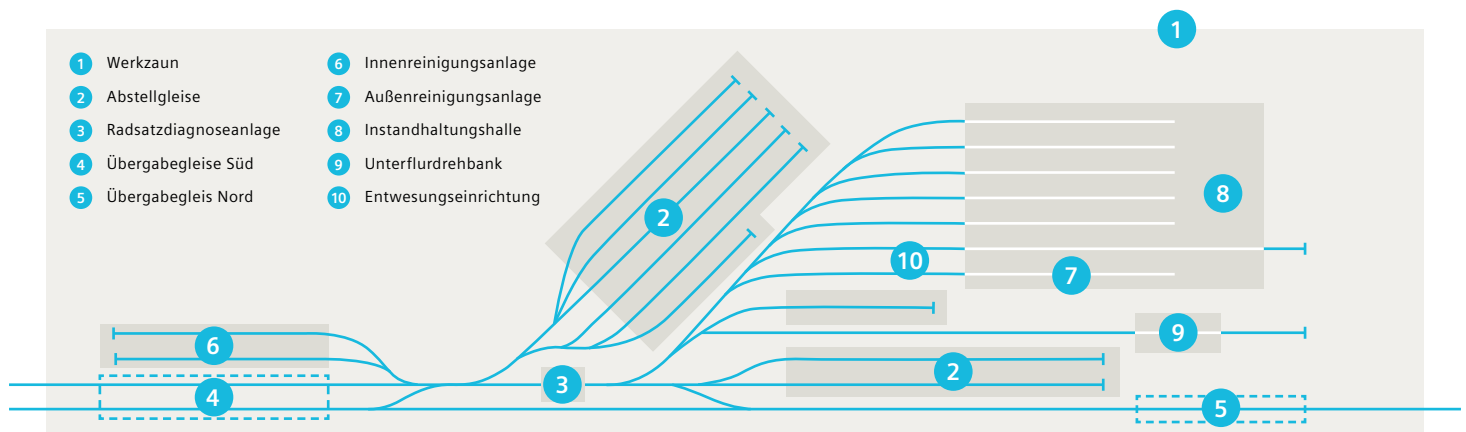 1
1 Werkzaun
2 Abstellgleise
3 Radsatzdiagnoseanlage
4 Übergabegleise Süd
5 Übergabegleis Nord
6 Innenreinigungsanlage
7 Außenreinigungsanlage
8 Instandhaltungshalle
9 Unterflurdrehbank
10 Entwesungseinrichtung
2
8
10
7
6
9
3
2
4
5